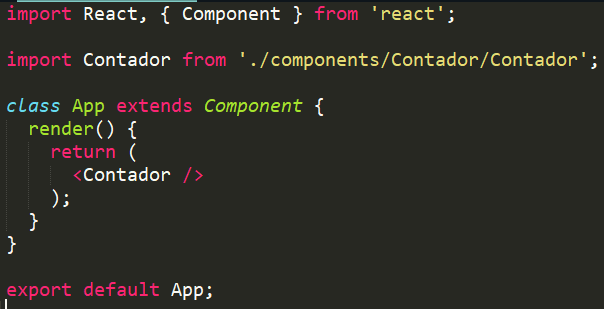 import React, { Component } from 'react';
import Contador from './components/Contador/Contador';
class App extends Component {
  render() {
    return (
      <Contador />
    );
  }
}
export default App;